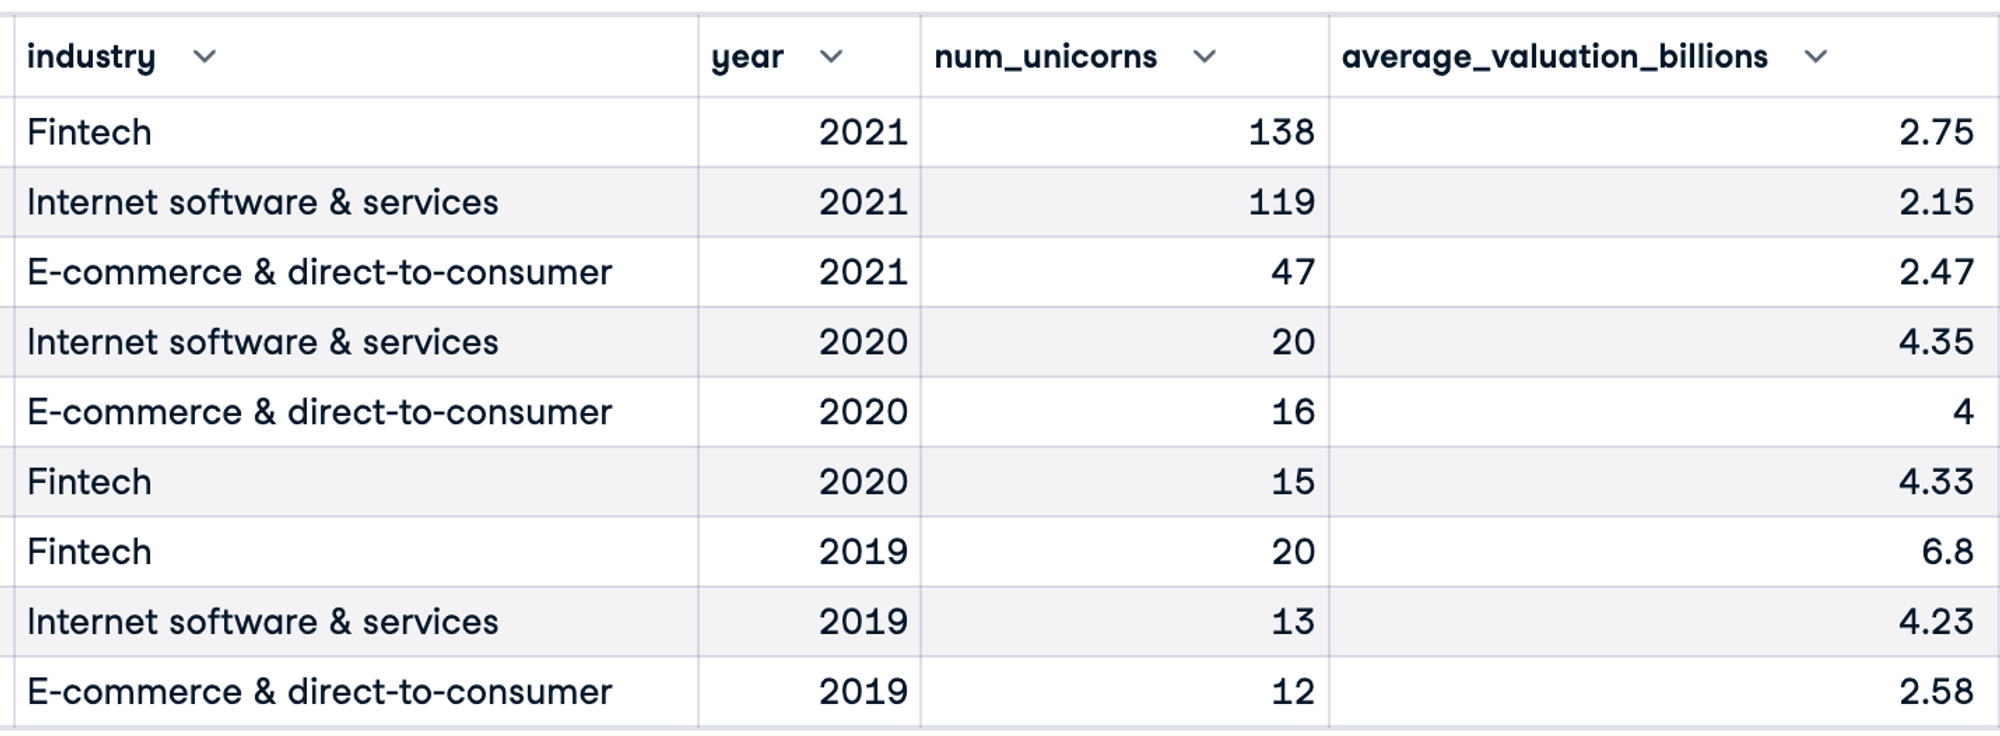 industry year num_unicorns average_valuation_billions
Fintech 2021 138 2.75
Internet software & services 2021 119 2.15
E-commerce & direct-to-consumer 2021 47 2.47
Internet software & services 2020 20 4.35
E-commerce & direct-to-consumer 2020 16 4
Fintech 2020 15 4.33
Fintech 2019 20 6.8
Internet software & services 2019 13 4.23
E-commerce & direct-to-consumer 2019 12 2.58